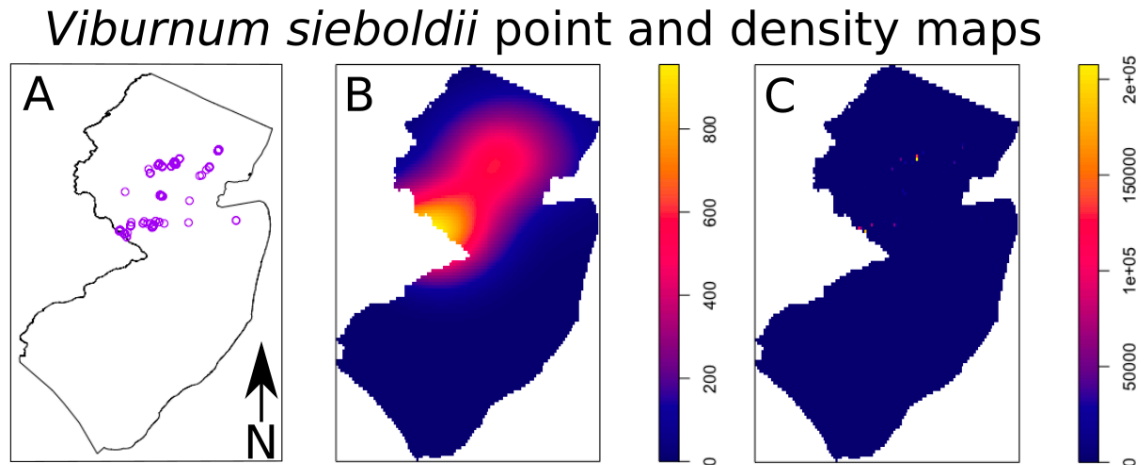 Viburnum sieboldii point and density maps
A
B
C
N
800
600
400
200
0
2e+05
150000
1e+05
50000
0